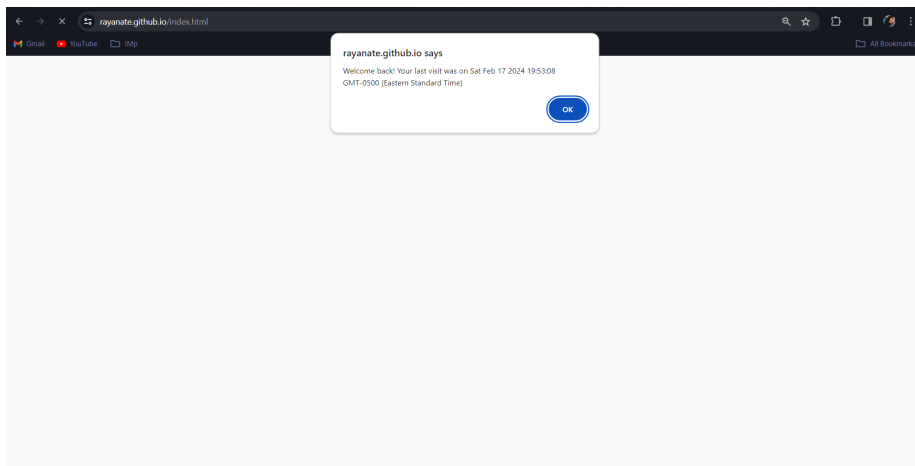 rayanate.github.io/index.html
Gmail YouTube IMp All Bookmarks
rayanate.github.io says
Welcome back! Your last visit was on Sat Feb 17 2024 19:53:08
GMT-0500 (Eastern Standard Time)
OK